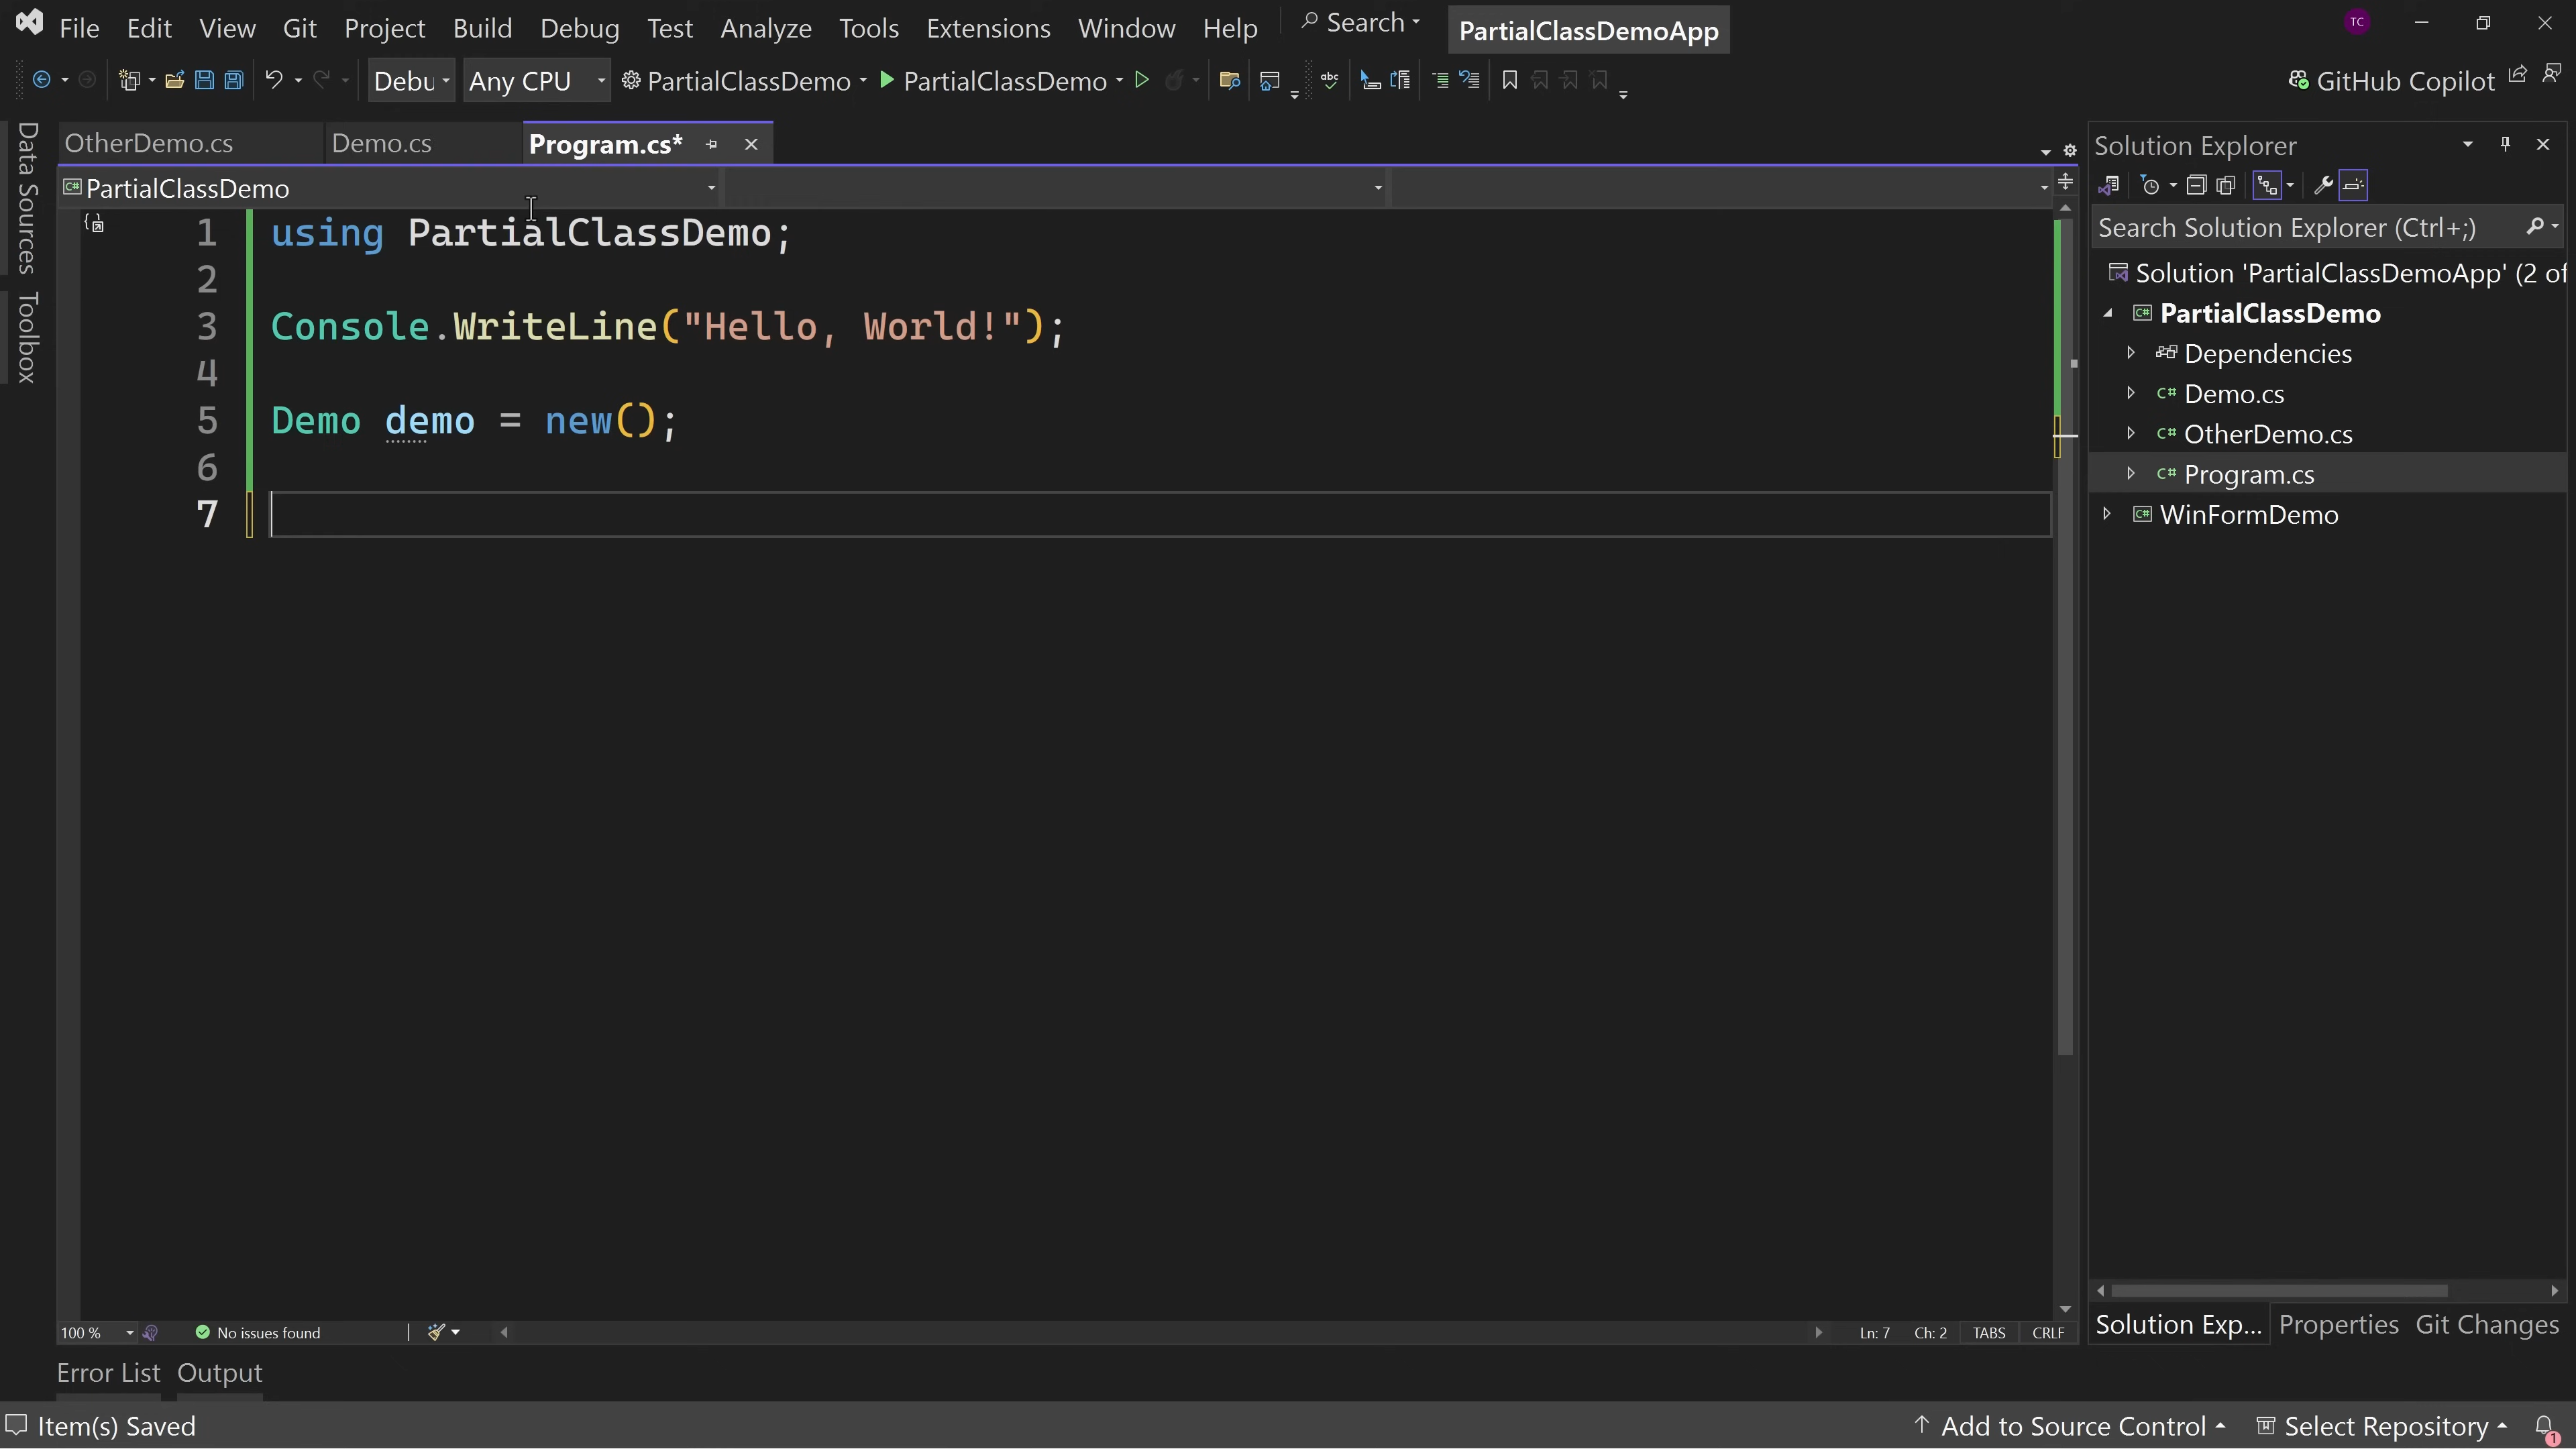 File Edit View Git Project Build Debug Test Analyze Tools Extensions Window Help Search PartialClassDemoApp TC
Debu Any CPU PartialClassDemo PartialClassDemo abc GitHub Copilot
Data Sources
Toolbox
OtherDemo.cs Demo.cs Program.cs*
PartialClassDemo
1 using PartialClassDemo;
2
3 Console.WriteLine("Hello, World!");
4
5 Demo demo = new();
6
7
100 % No issues found Ln: 7 Ch: 2 TABS CRLF
Solution Explorer
Search Solution Explorer (Ctrl+;)
Solution 'PartialClassDemoApp' (2 of
C# PartialClassDemo
Dependencies
C# Demo.cs
C# OtherDemo.cs
C# Program.cs
C# WinFormDemo
Solution Exp... Properties Git Changes
Error List Output
Item(s) Saved Add to Source Control Select Repository 1